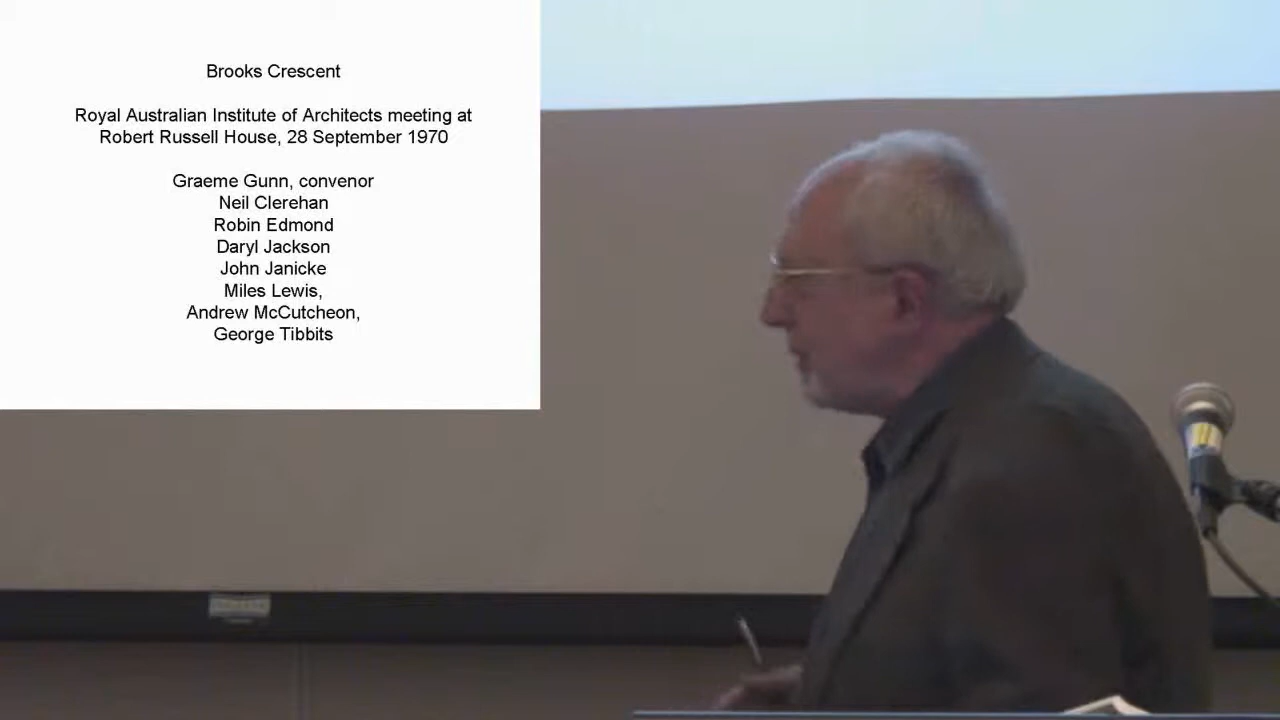 Brooks Crescent
Royal Australian Institute of Architects meeting at
Robert Russell House, 28 September 1970
Graeme Gunn, convenor
Neil Clerehan
Robin Edmond
Daryl Jackson
John Janicke
Miles Lewis,
Andrew McCutcheon,
George Tibbits